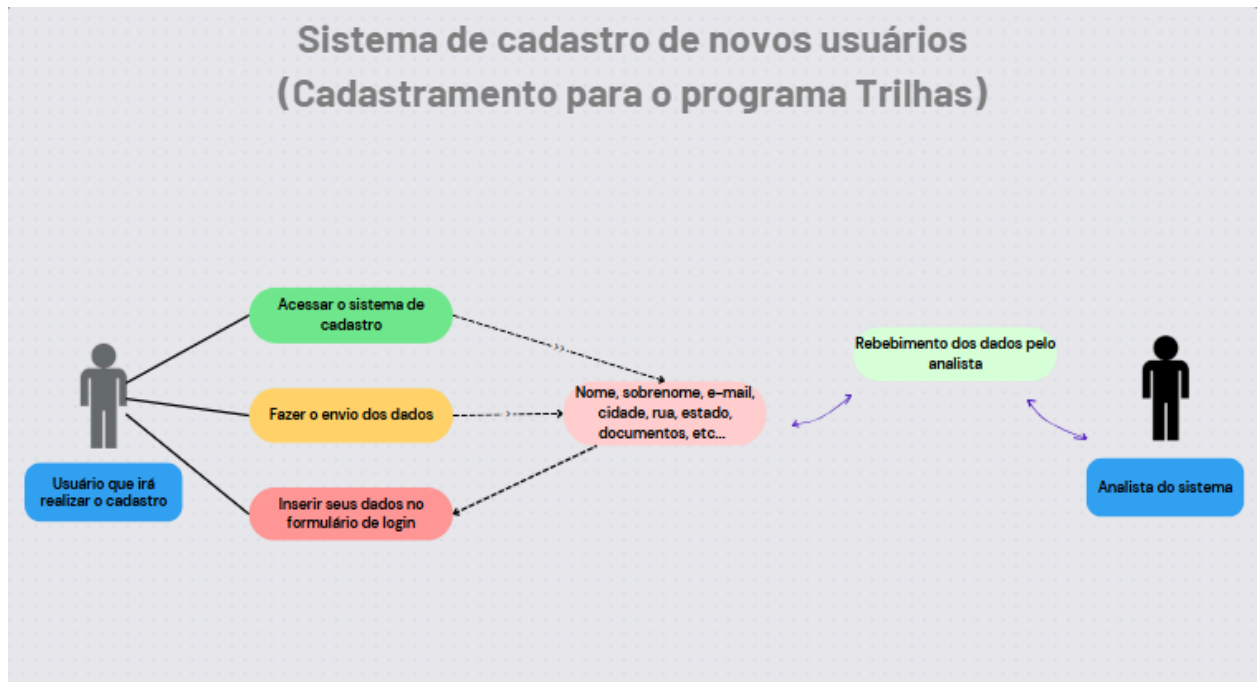 Sistema de cadastro de novos usuários
(Cadastramento para o programa Trilhas)
Acessar o sistema de
cadastro
Fazer o envio dos dados
Inserir seus dados no
formulário de login
Usuário que irá
realizar o cadastro
Nome, sobrenome, e-mail,
cidade, rua, estado,
documentos, etc...
Rebebimento dos dados pelo
analista
Analista do sistema